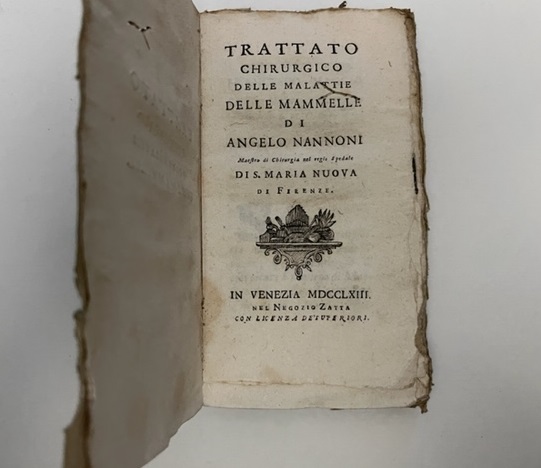 TRATTATO
CHIRURGICO
DELLE MALATTIE
DELLE MAMMELLE
DI
ANGELO NANNONI
Maestro di Chirurgia nel regio Spedale
DI S. MARIA NUOVA
DI FIRENZE.
IN VENEZIA MDCCLXIII.
NEL NEGOZIO ZATTA
CON LICENZA DE'SUPERIORI.